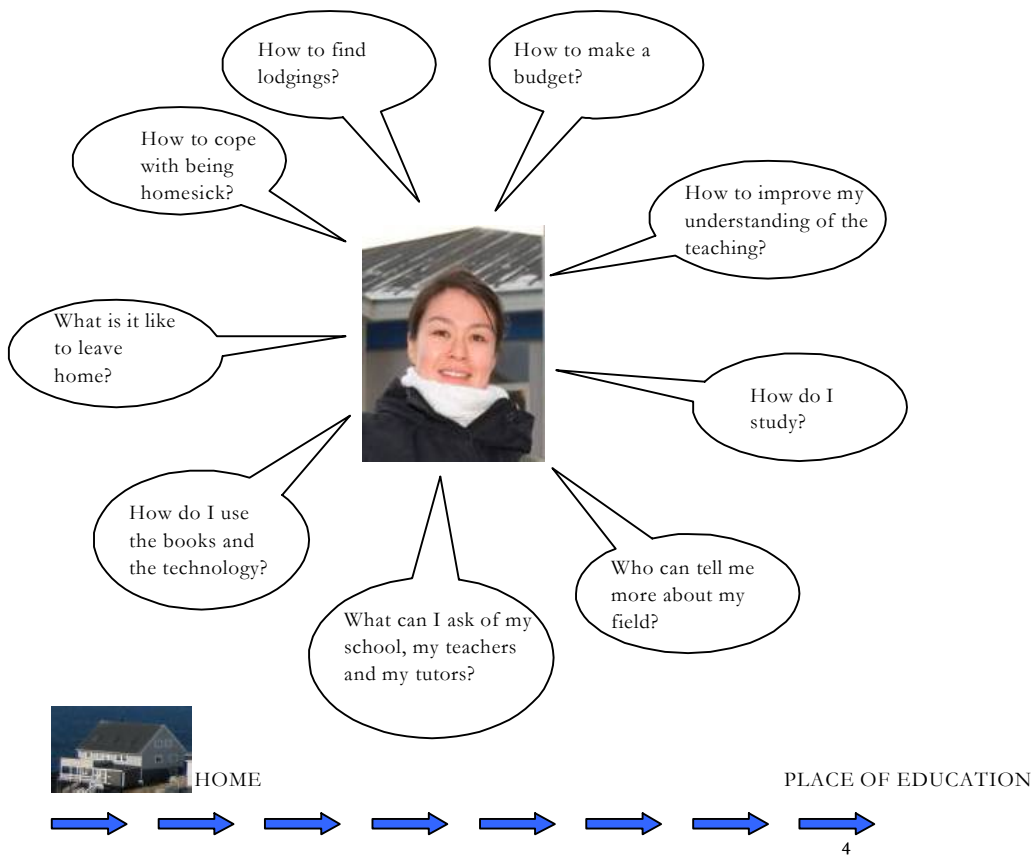 How to find
lodgings?
How to make a
budget?
How to cope
with being
homesick?
How to improve my
understanding of the
teaching?
What is it like
to leave
home?
How do I
study?
How do I use
the books and
the technology?
Who can tell me
more about my
field?
What can I ask of my
school, my teachers
and my tutors?
HOME
PLACE OF EDUCATION
4